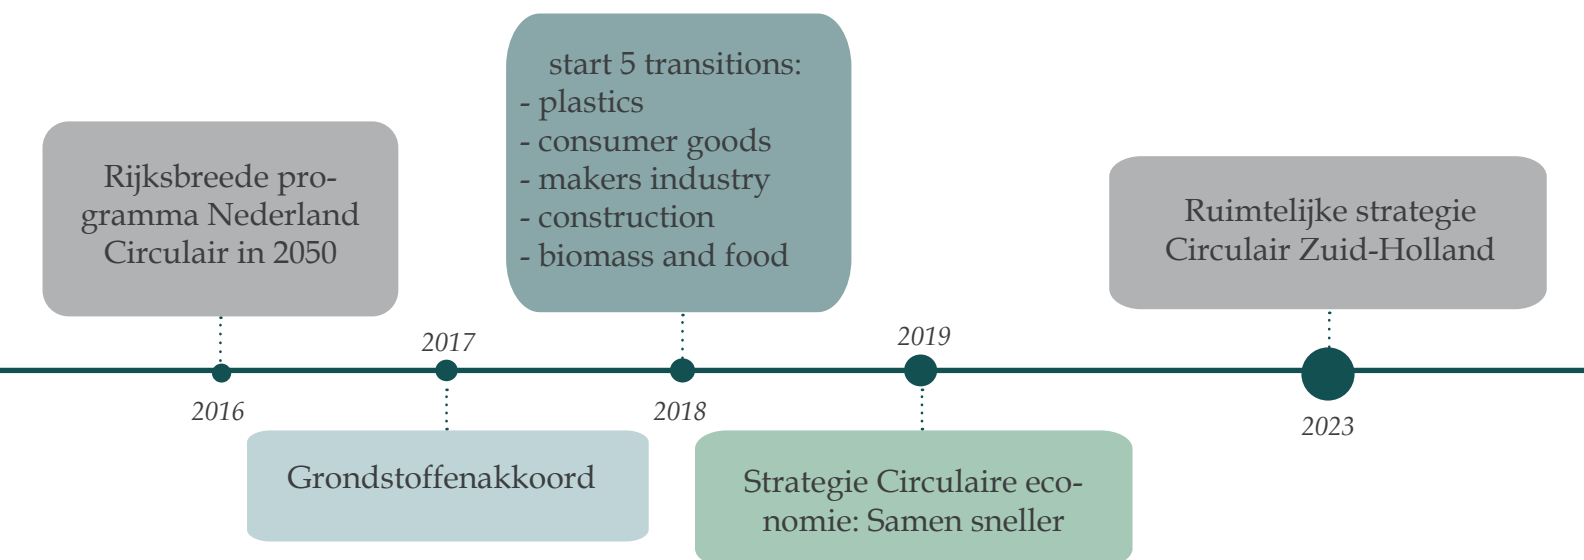 start 5 transitions:
- plastics
- consumer goods
- makers industry
- construction
- biomass and food
Rijksbreede pro-
gramma Nederland
Circulair in 2050
Ruimtelijke strategie
Circulair Zuid-Holland
2017
2019
2016
2018
2023
Grondstoffenakkoord
Strategie Circulaire eco-
nomie: Samen sneller